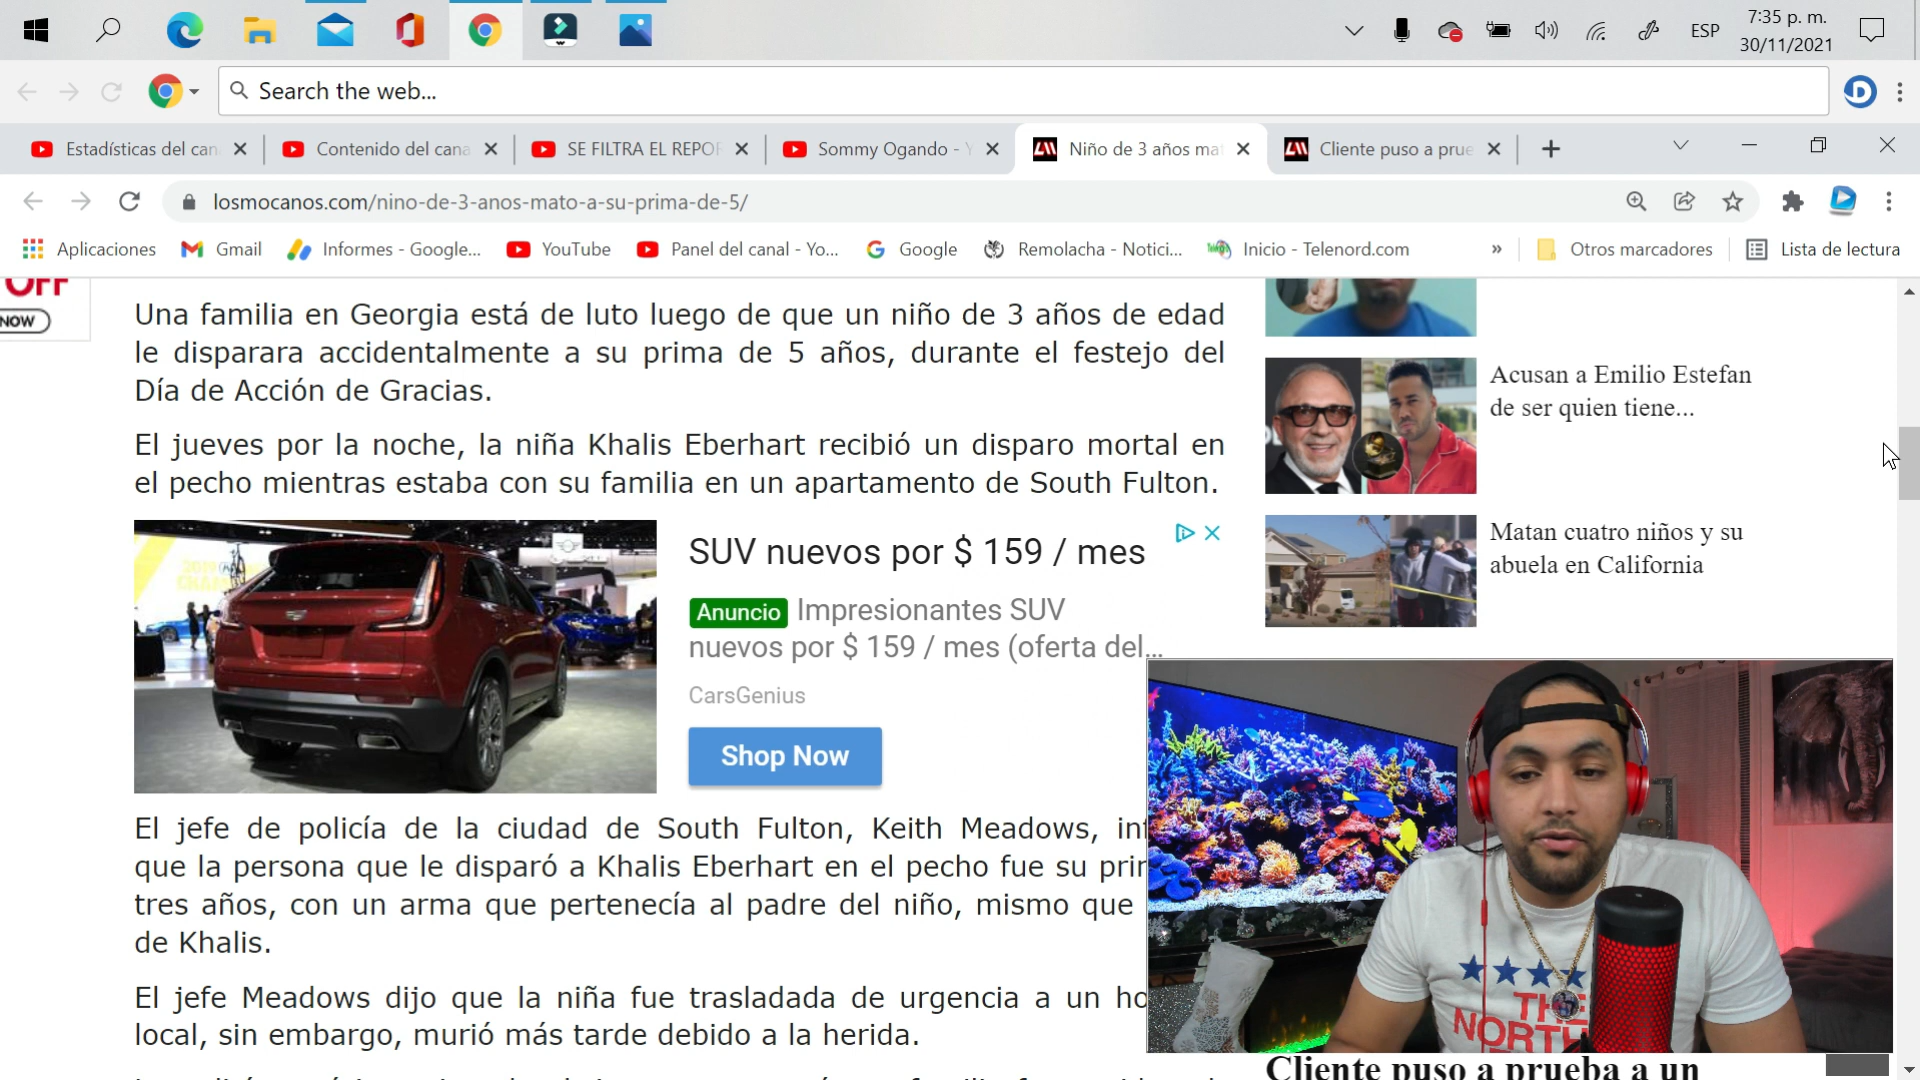 ESP
7:35 p. m.
30/11/2021
Search the web...
Estadísticas del can
Contenido del cana
SE FILTRA EL REPOR
Sommy Ogando - Y
Niño de 3 años mat
Cliente puso a prue
losmocanos.com/nino-de-3-anos-mato-a-su-prima-de-5/
Aplicaciones
Gmail
Informes - Google...
YouTube
Panel del canal - Yo...
Google
Remolacha - Notici...
Inicio - Telenord.com
»
Otros marcadores
Lista de lectura
OFF
NOW
Una familia en Georgia está de luto luego de que un niño de 3 años de edad
le disparara accidentalmente a su prima de 5 años, durante el festejo del
Día de Acción de Gracias.
El jueves por la noche, la niña Khalis Eberhart recibió un disparo mortal en
el pecho mientras estaba con su familia en un apartamento de South Fulton.
SUV nuevos por $ 159 / mes
Anuncio Impresionantes SUV
nuevos por $ 159 / mes (oferta del...
CarsGenius
Shop Now
El jefe de policía de la ciudad de South Fulton, Keith Meadows, inf
que la persona que le disparó a Khalis Eberhart en el pecho fue su prim
tres años, con un arma que pertenecía al padre del niño, mismo que
de Khalis.
El jefe Meadows dijo que la niña fue trasladada de urgencia a un ho
local, sin embargo, murió más tarde debido a la herida.
Acusan a Emilio Estefan
de ser quien tiene...
Matan cuatro niños y su
abuela en California
THE
NORTH
Cliente puso a prueba a un